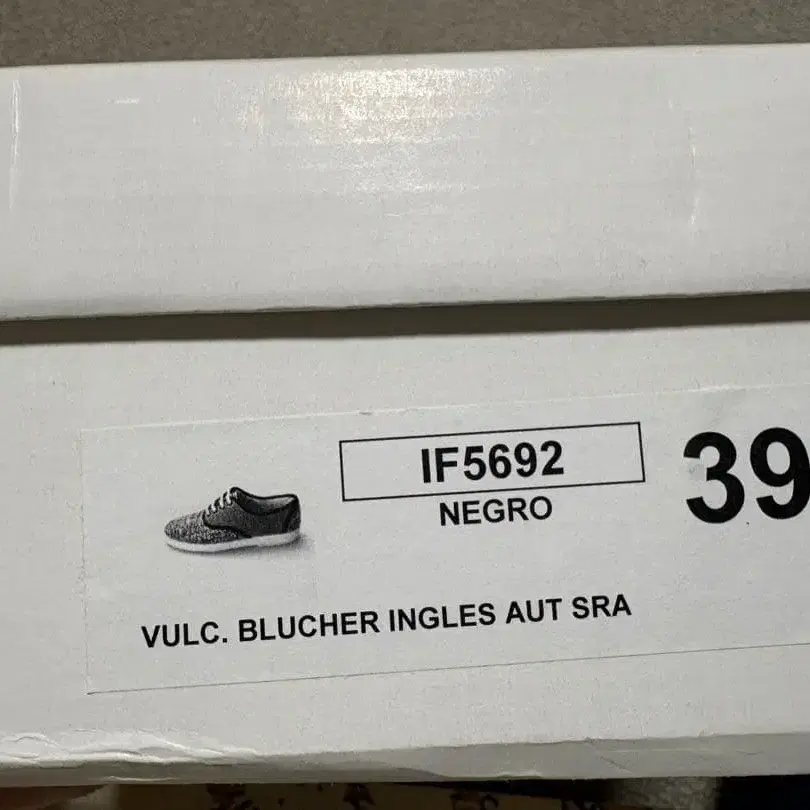 IF5692
39
NEGRO
VULC. BLUCHER INGLES AUT SRA